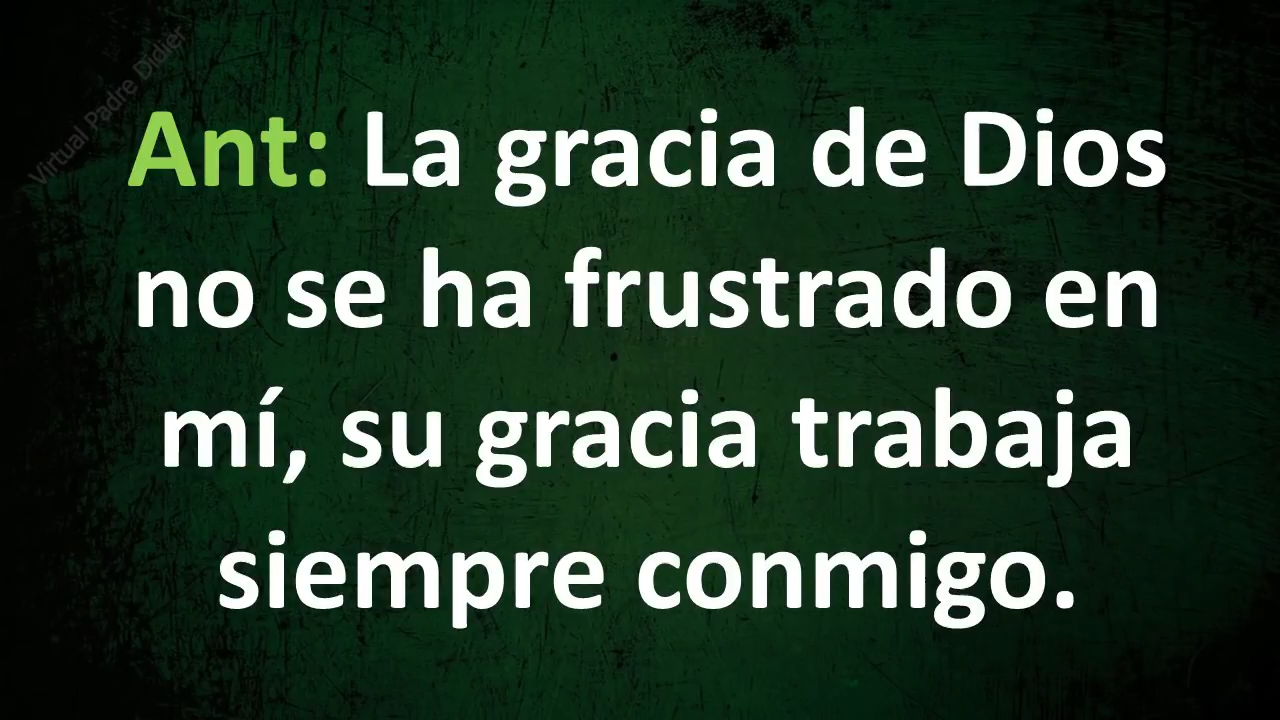 Virtual Padre Didier
Ant: La gracia de Dios
no se ha frustrado en
mí, su gracia trabaja
siempre conmigo.